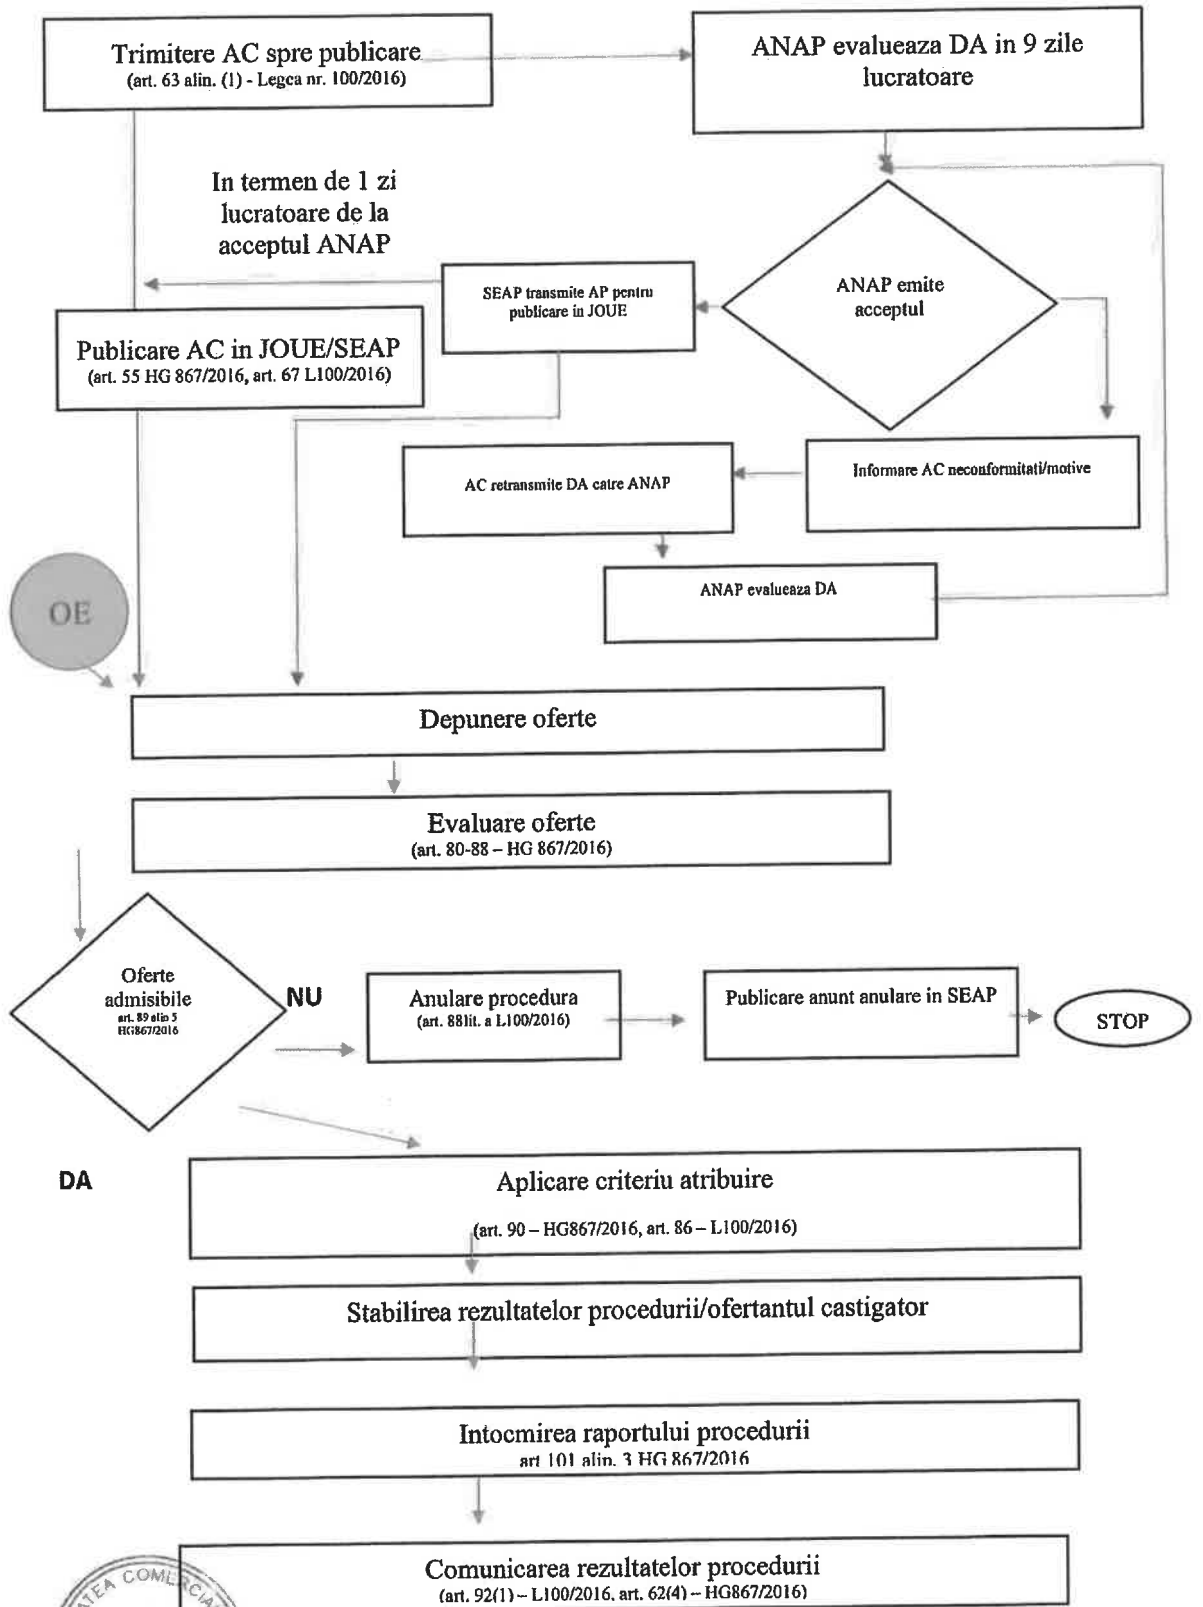 Trimitere AC spre publicare
(art. 63 alin. (1) - Legea nr. 100/2016)
ANAP evalueaza DA in 9 zile
lucratoare
In termen de 1 zi
lucratoare de la
acceptul ANAP
SEAP transmite AP pentru
publicare in JOUE
ANAP emite
acceptul
Publicare AC in JOUE/SEAP
(art. 55 HG 867/2016, art. 67 L100/2016)
AC retransmite DA catre ANAP
Informare AC neconformitati/motive
ANAP evalueaza DA
OE
Depunere oferte
Evaluare oferte
(art. 80-88 – HG 867/2016)
Oferte
admisibile
art. 89 alin 5
HG867/2016
NU
Anulare procedura
(art. 88lit. a L100/2016)
Publicare anunt anulare in SEAP
STOP
DA
Aplicare criteriu atribuire
(art. 90 – HG867/2016, art. 86 – L100/2016)
Stabilirea rezultatelor procedurii/ofertantul castigator
Intocmirea raportului procedurii
art 101 alin. 3 HG 867/2016
Comunicarea rezultatelor procedurii
(art. 92(1) – L100/2016, art. 62(4) – HG867/2016)